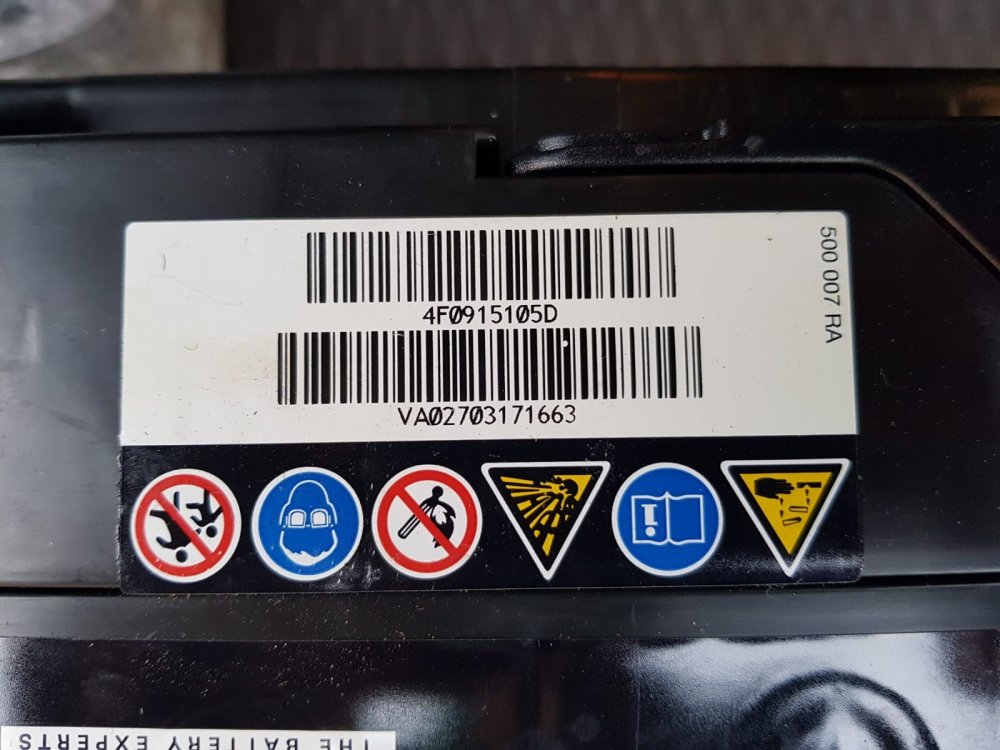 500 007 RA
4F0915105D
VA02703171663
THE BATTERY EXPERTS